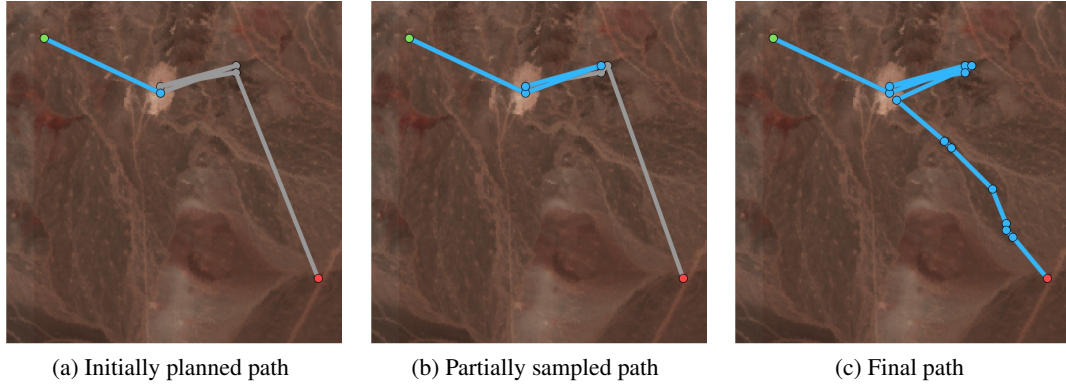 (a) Initially planned path
(b) Partially sampled path
(c) Final path